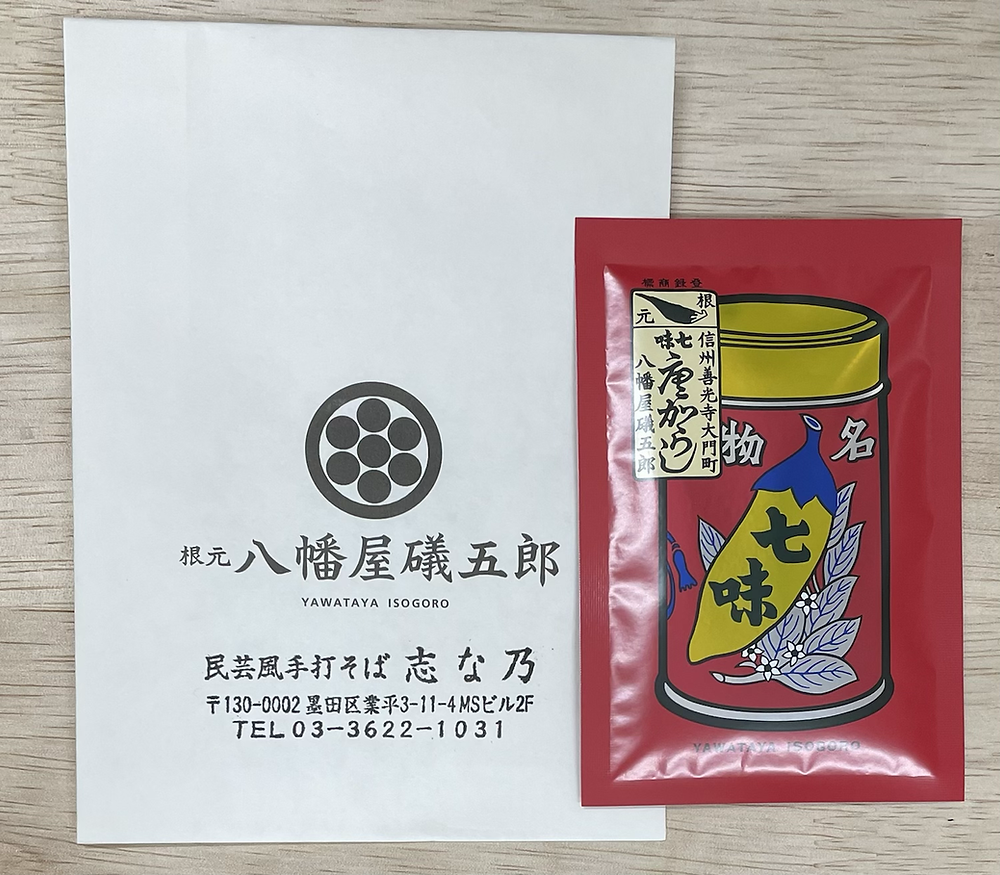 根元 八幡屋礒五郎
YAWATAYA ISOGORO
民芸風手打そば 志な乃
〒130-0002 墨田区業平3-11-4 MSビル2F
TEL 03-3622-1031
登録商標
根元
信州善光寺大門町
七味
唐がらし
八幡屋礒五郎
名物
七味
YAWATAYA ISOGORO